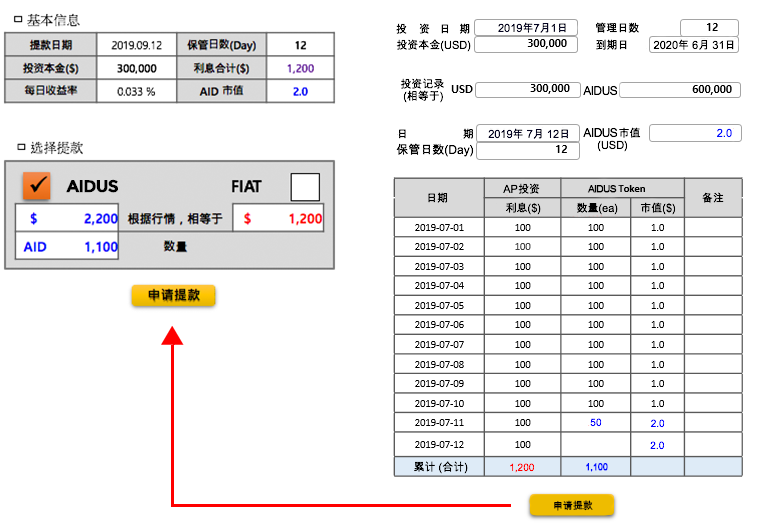 基本信息
提款日期 2019.09.12 保管日数(Day) 12
投资本金($) 300,000 利息合计($) 1,200
每日收益率 0.033 % AID 市值 2.0
选择提款
AIDUS FIAT
$ 2,200 根据行情，相等于 $ 1,200
AID 1,100 数量
申请提款
投资日期 2019年7月1日 管理日数 12
投资本金(USD) 300,000 到期日 2020年 6月 31日
投资记录
(相等于) USD 300,000 AIDUS 600,000
日期 2019年 7月 12日 AIDUS市值
(USD) 2.0
保管日数(Day) 12
日期 AP投资 AIDUS Token 备注
利息($) 数量(ea) 市值($)
2019-07-01 100 100 1.0
2019-07-02 100 100 1.0
2019-07-03 100 100 1.0
2019-07-04 100 100 1.0
2019-07-05 100 100 1.0
2019-07-06 100 100 1.0
2019-07-07 100 100 1.0
2019-07-08 100 100 1.0
2019-07-09 100 100 1.0
2019-07-10 100 100 1.0
2019-07-11 100 50 2.0
2019-07-12 100 2.0
累计 (合计) 1,200 1,100
申请提款